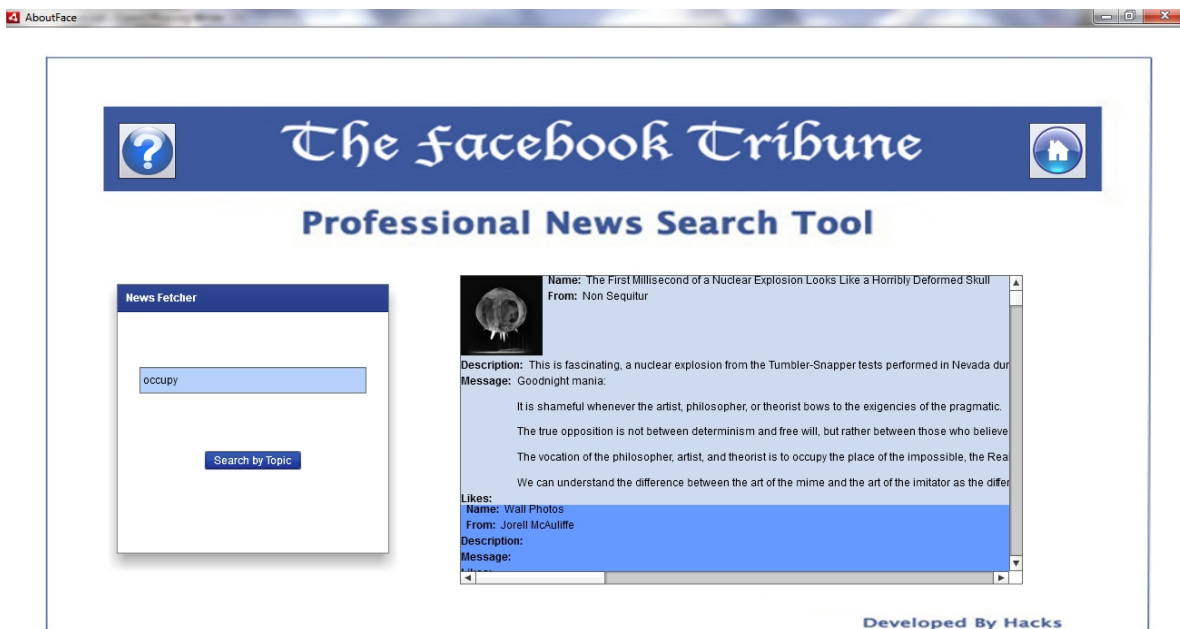 AboutFace
The Facebook Tribune
Professional News Search Tool
News Fetcher
occupy
Search by Topic
Name: The First Millisecond of a Nuclear Explosion Looks Like a Horribly Deformed Skull
From: Non Sequitur
Description: This is fascinating, a nuclear explosion from the Tumbler-Snapper tests performed in Nevada dur
Message: Goodnight mania:
It is shameful whenever the artist, philosopher, or theorist bows to the exigencies of the pragmatic.
The true opposition is not between determinism and free will, but rather between those who believe
The vocation of the philosopher, artist, and theorist is to occupy the place of the impossible, the Rea
We can understand the difference between the art of the mime and the art of the imitator as the differ
Likes:
Name: Wall Photos
From: Jorell McAuliffe
Description:
Message:
Likes:
Developed By Hacks